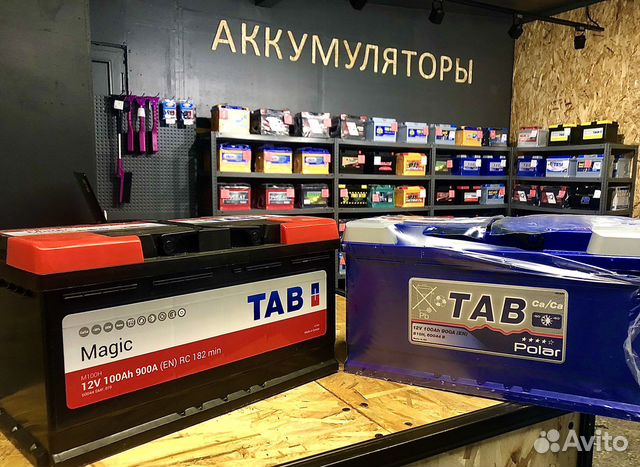 АККУМУЛЯТОРЫ
TAB
Magic
M100H
12V 100Ah 900A (EN) RC 182 min
TAB
Ca/Ca
Pb
12V 100Ah 900A (EN)
Polar
Avito